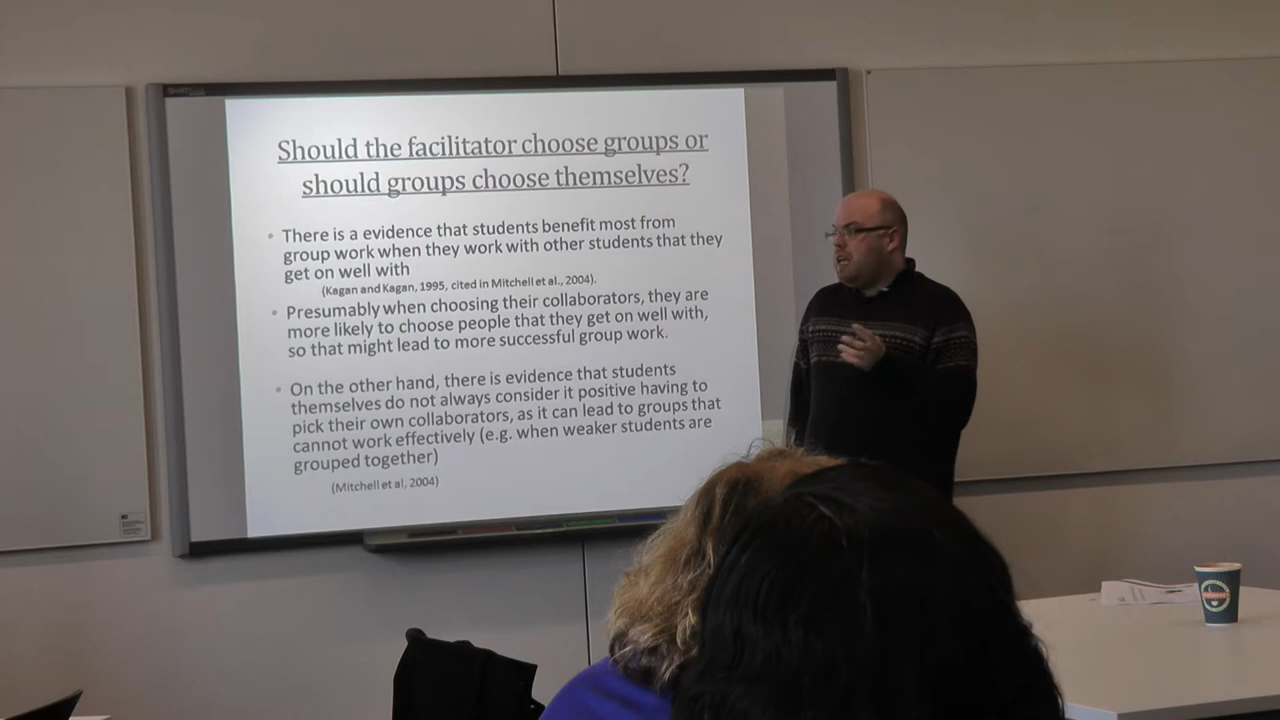 Should the facilitator choose groups or
should groups choose themselves?
There is a evidence that students benefit most from
group work when they work with other students that they
get on well with
(Kagan and Kagan, 1995, cited in Mitchell et al., 2004).
Presumably when choosing their collaborators, they are
more likely to choose people that they get on well with,
so that might lead to more successful group work.
On the other hand, there is evidence that students
themselves do not always consider it positive having to
pick their own collaborators, as it can lead to groups that
cannot work effectively (e.g. when weaker students are
grouped together)
(Mitchell et al, 2004)